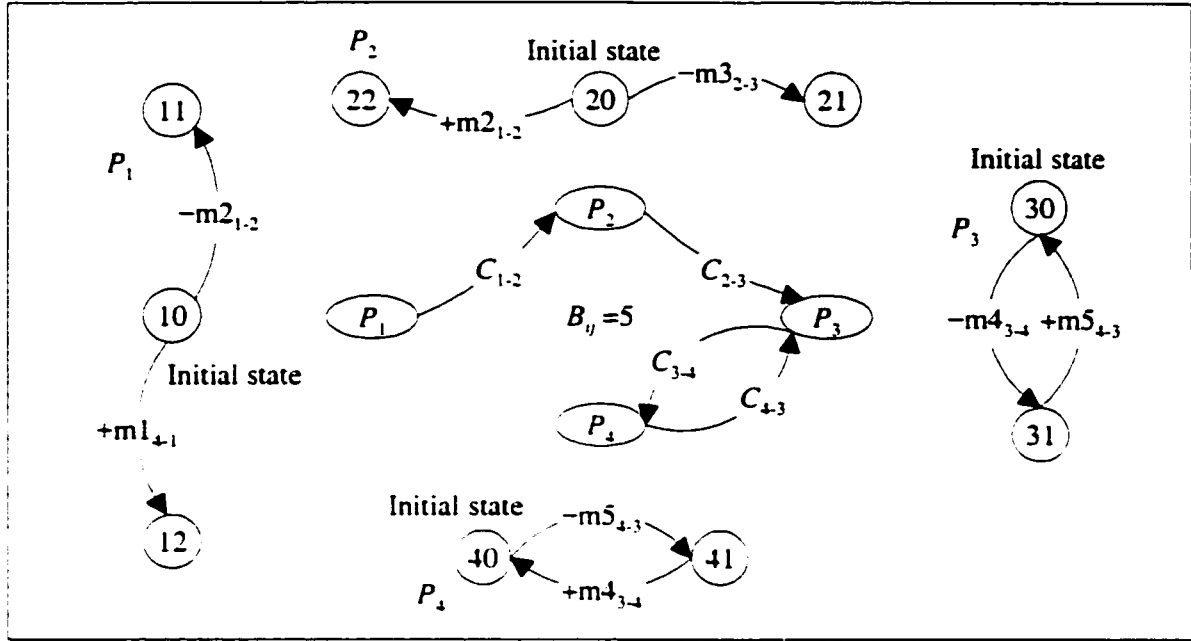 P₂
Initial state
11
22
+m2₁₋₂
20
−m3₂₋₃
21
P₁
−m2₁₋₂
Initial state
30
P₃
P₂
C₁₋₂
C₂₋₃
10
P₁
B_ij =5
P₃
−m4₃₋₄ +m5₄₋₃
Initial state
C₃₋₄
C₄₋₃
+m1₄₋₁
P₄
31
Initial state
−m5₄₋₃
12
40
41
+m4₃₋₄
P₄